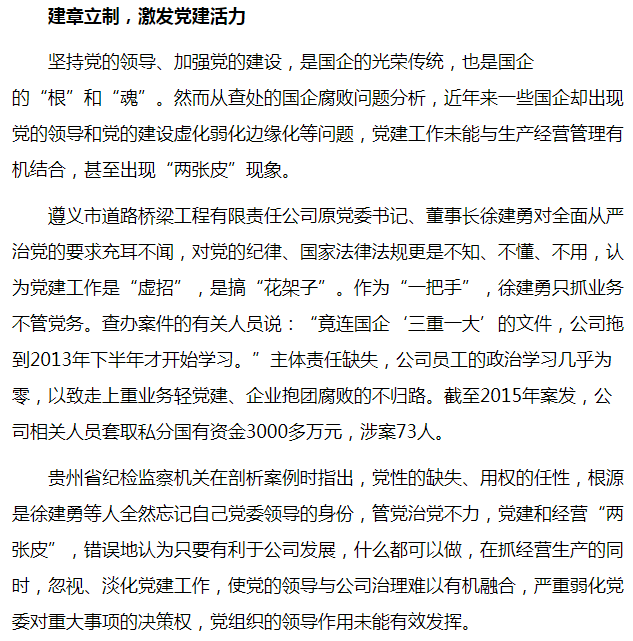 建章立制，激发党建活力
坚持党的领导、加强党的建设，是国企的光荣传统，也是国企
的“根”和“魂”。然而从查处的国企腐败问题分析，近年来一些国企却出现
党的领导和党的建设虚化弱化边缘化等问题，党建工作未能与生产经营管理有
机结合，甚至出现“两张皮”现象。
遵义市道路桥梁工程有限责任公司原党委书记、董事长徐建勇对全面从严
治党的要求充耳不闻，对党的纪律、国家法律法规更是不知、不懂、不用，认
为党建工作是“虚招”，是搞“花架子”。作为“一把手”，徐建勇只抓业务
不管党务。查办案件的有关人员说：“竟连国企‘三重一大’的文件，公司拖
到2013年下半年才开始学习。”主体责任缺失，公司员工的政治学习几乎为
零，以致走上重业务轻党建、企业抱团腐败的不归路。截至2015年案发，公
司相关人员套取私分国有资金3000多万元，涉案73人。
贵州省纪检监察机关在剖析案例时指出，党性的缺失、用权的任性，根源
是徐建勇等人全然忘记自己党委领导的身份，管党治党不力，党建和经营“两
张皮”，错误地认为只要有利于公司发展，什么都可以做，在抓经营生产的同
时，忽视、淡化党建工作，使党的领导与公司治理难以有机融合，严重弱化党
委对重大事项的决策权，党组织的领导作用未能有效发挥。